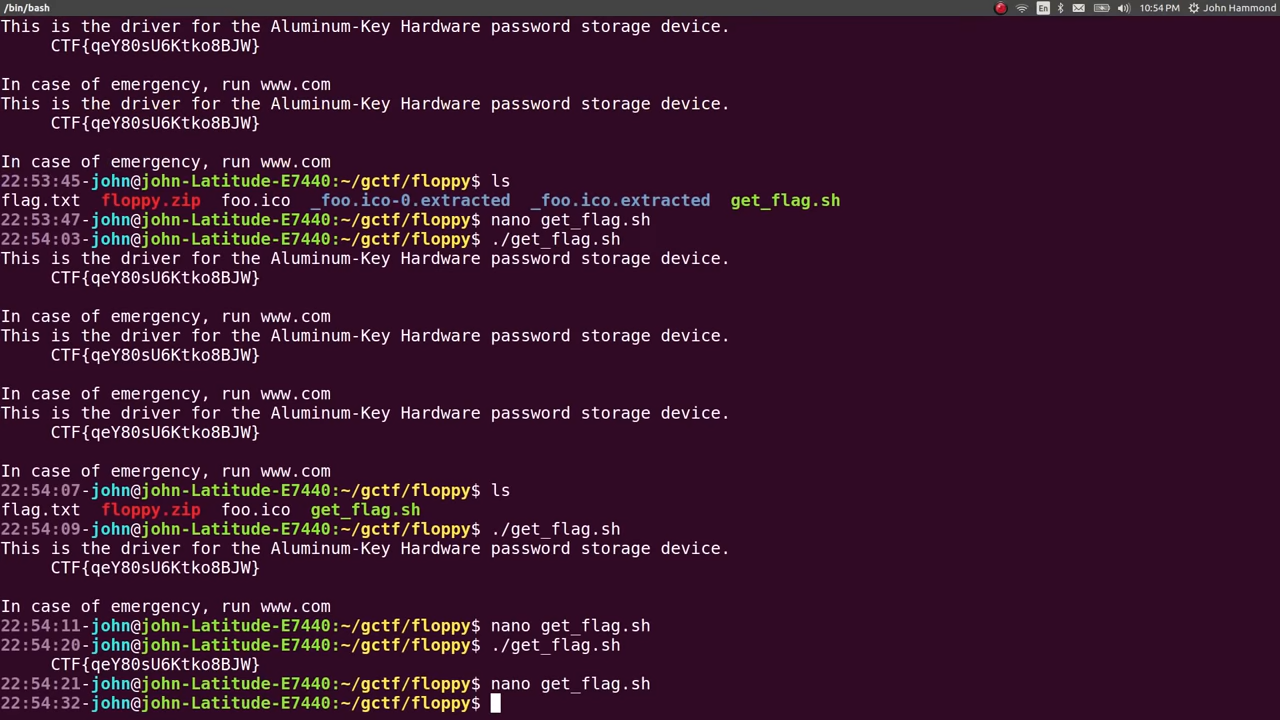 /bin/bash
En
10:54 PM
John Hammond
This is the driver for the Aluminum-Key Hardware password storage device.
CTF{qeY80sU6Ktko8BJW}
In case of emergency, run www.com
This is the driver for the Aluminum-Key Hardware password storage device.
CTF{qeY80sU6Ktko8BJW}
In case of emergency, run www.com
22:53:45-john@john-Latitude-E7440:~/gctf/floppy$ ls
flag.txt  floppy.zip  foo.ico  _foo.ico-0.extracted  _foo.ico.extracted  get_flag.sh
22:53:47-john@john-Latitude-E7440:~/gctf/floppy$ nano get_flag.sh
22:54:03-john@john-Latitude-E7440:~/gctf/floppy$ ./get_flag.sh
This is the driver for the Aluminum-Key Hardware password storage device.
CTF{qeY80sU6Ktko8BJW}
In case of emergency, run www.com
This is the driver for the Aluminum-Key Hardware password storage device.
CTF{qeY80sU6Ktko8BJW}
In case of emergency, run www.com
This is the driver for the Aluminum-Key Hardware password storage device.
CTF{qeY80sU6Ktko8BJW}
In case of emergency, run www.com
22:54:07-john@john-Latitude-E7440:~/gctf/floppy$ ls
flag.txt  floppy.zip  foo.ico  get_flag.sh
22:54:09-john@john-Latitude-E7440:~/gctf/floppy$ ./get_flag.sh
This is the driver for the Aluminum-Key Hardware password storage device.
CTF{qeY80sU6Ktko8BJW}
In case of emergency, run www.com
22:54:11-john@john-Latitude-E7440:~/gctf/floppy$ nano get_flag.sh
22:54:20-john@john-Latitude-E7440:~/gctf/floppy$ ./get_flag.sh
CTF{qeY80sU6Ktko8BJW}
22:54:21-john@john-Latitude-E7440:~/gctf/floppy$ nano get_flag.sh
22:54:32-john@john-Latitude-E7440:~/gctf/floppy$